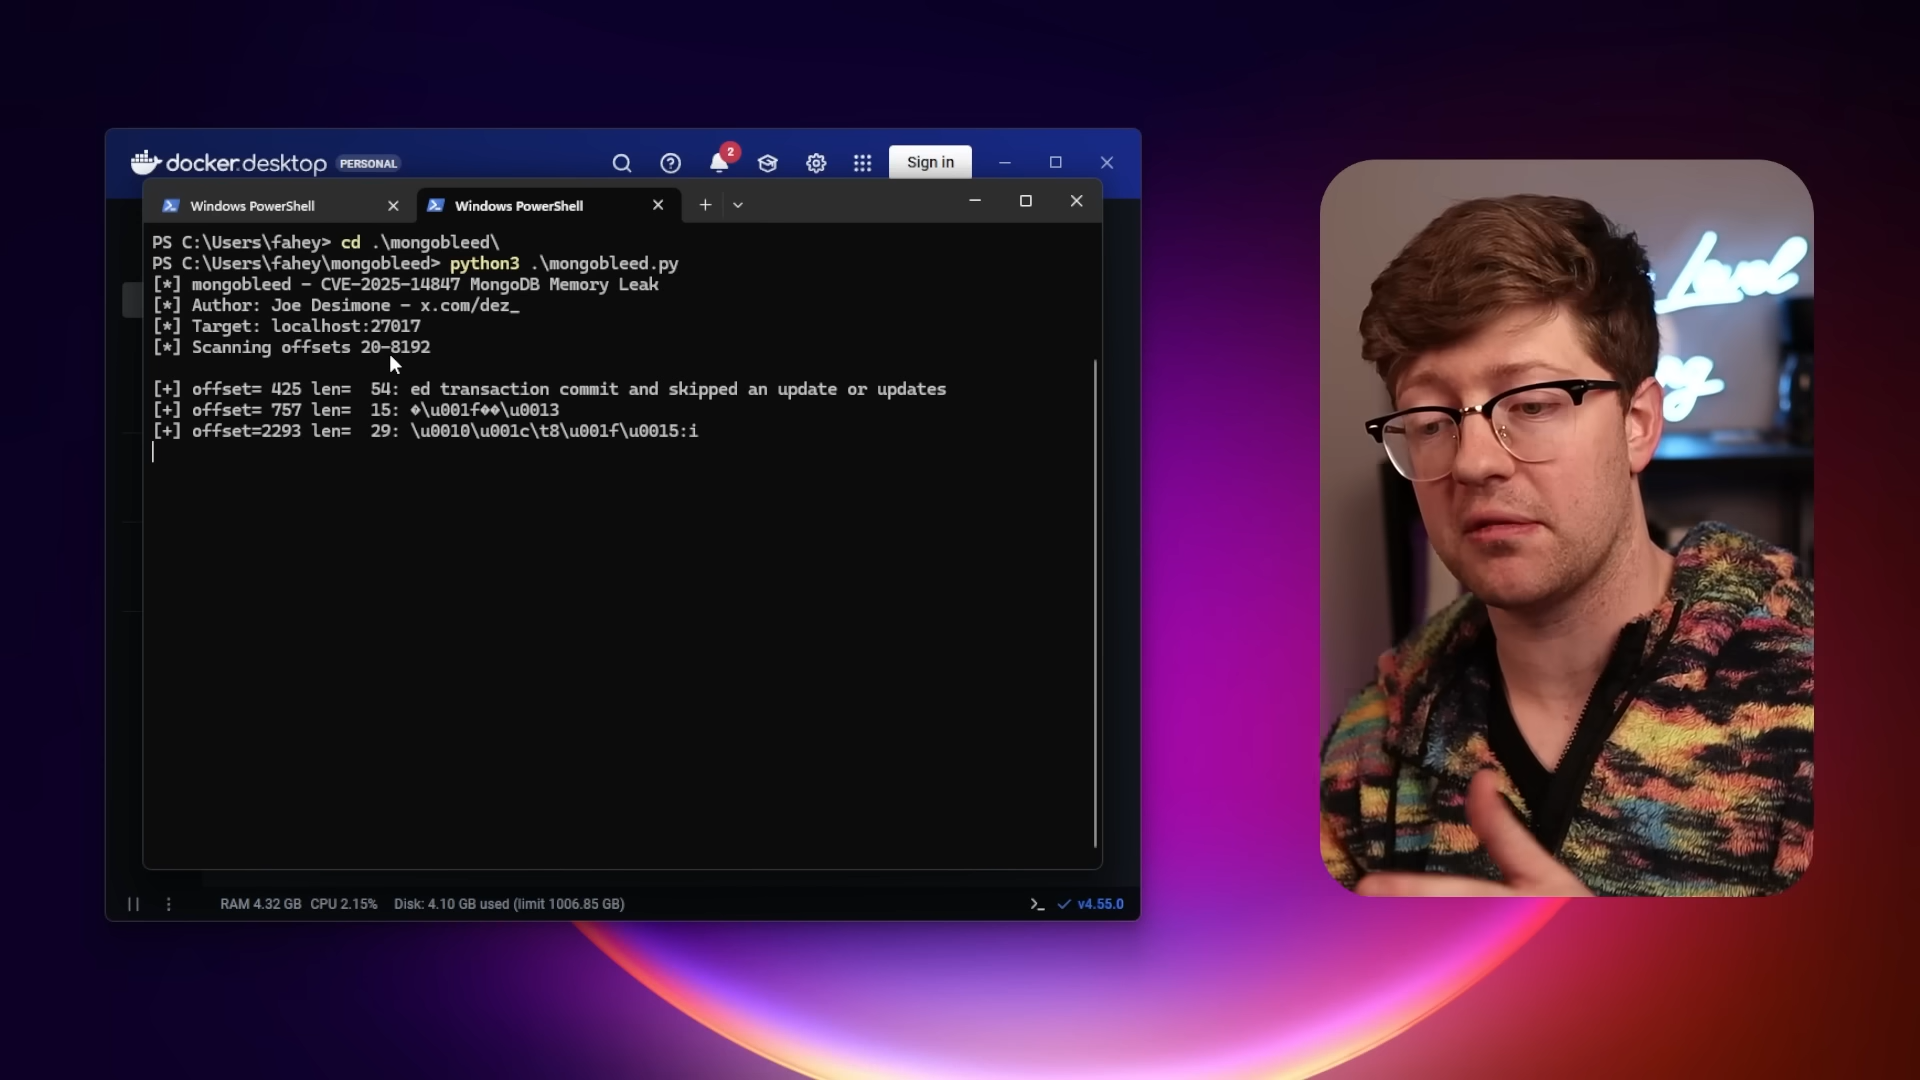 docker.desktop PERSONAL
2
Sign in
Windows PowerShell
Windows PowerShell
PS C:\Users\fahey> cd .\mongobleed\
PS C:\Users\fahey\mongobleed> python3 .\mongobleed.py
[*] mongobleed - CVE-2025-14847 MongoDB Memory Leak
[*] Author: Joe Desimone - x.com/dez_
[*] Target: localhost:27017
[*] Scanning offsets 20-8192
[+] offset= 425 len=  54: ed transaction commit and skipped an update or updates
[+] offset= 757 len=  15: �\u001f��\u0013
[+] offset=2293 len=  29: \u0010\u001c\t8\u001f\u0015:i
RAM 4.32 GB CPU 2.15% Disk: 4.10 GB used (limit 1006.85 GB)
v4.55.0
Level